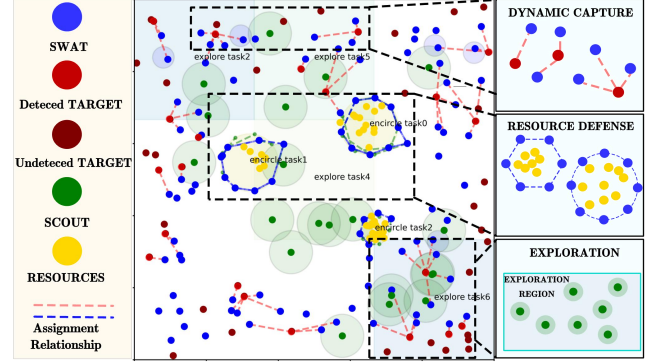 SWAT
Deteced TARGET
Undeteced TARGET
SCOUT
RESOURCES
Assignment
Relationship
explore task2
explore task5
encircle task0
encircle task1
explore task4
encircle task2
explore task6
DYNAMIC CAPTURE
RESOURCE DEFENSE
EXPLORATION
EXPLORATION
REGION